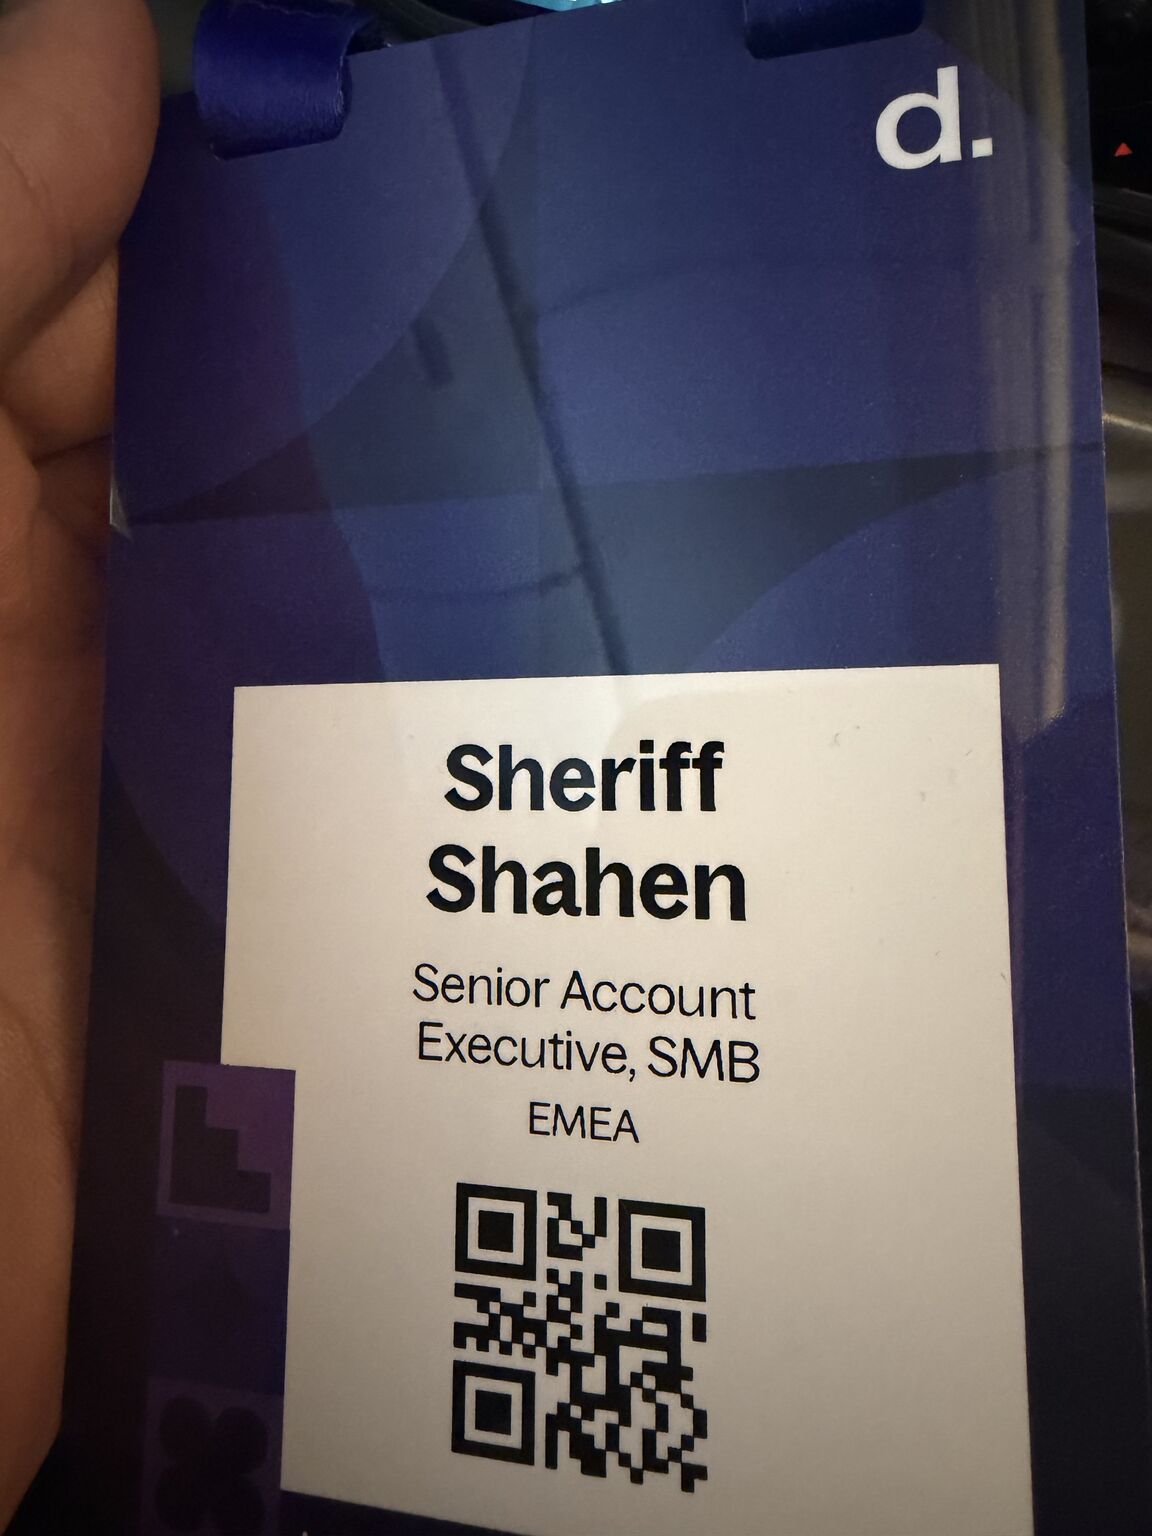 d.
Sheriff
Shahen
Senior Account
Executive, SMB
EMEA